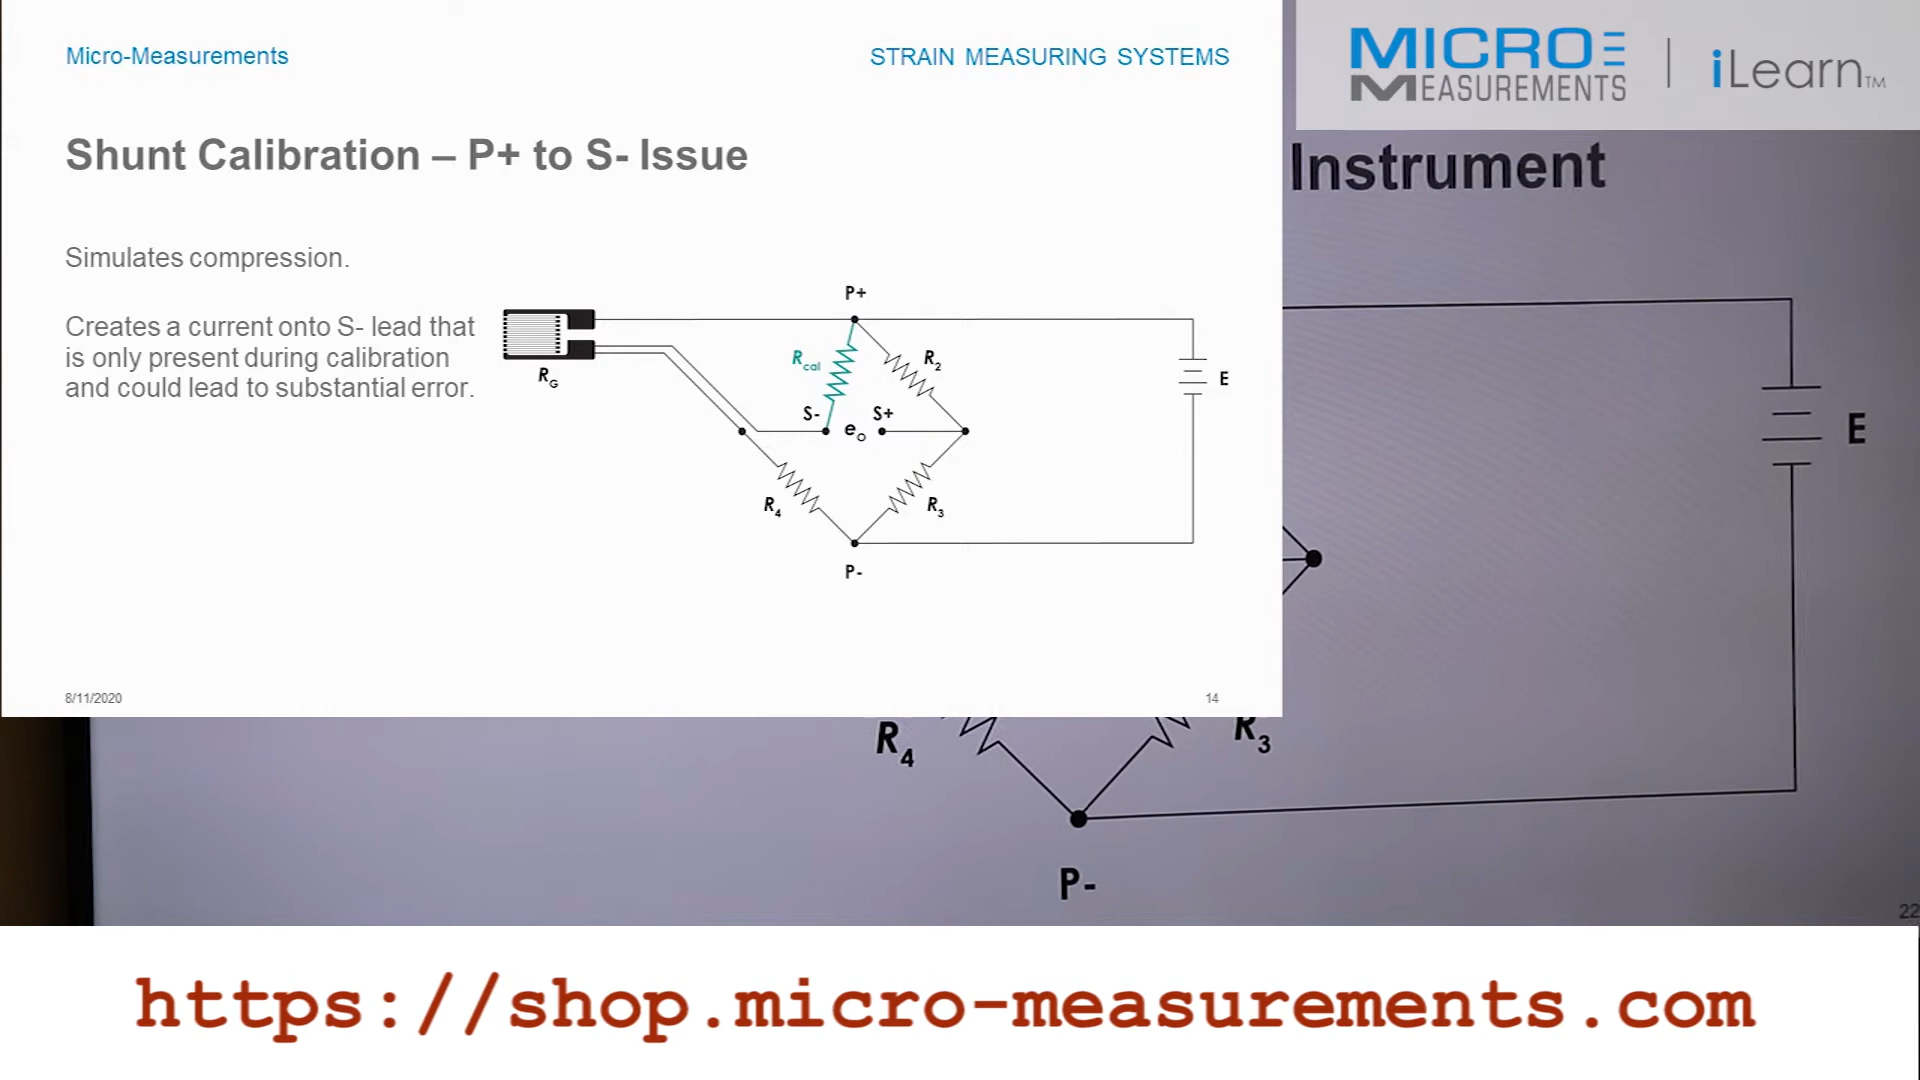 Micro-Measurements
STRAIN MEASURING SYSTEMS
MICRO
MEASUREMENTS
iLearn™
Shunt Calibration – P+ to S- Issue
Instrument
Simulates compression.
Creates a current onto S- lead that
is only present during calibration
and could lead to substantial error.
P+
RG
Rcal
R2
E
S-
eo
S+
R4
R3
P-
E
8/11/2020
14
R4
R3
P-
22
https://shop.micro-measurements.com